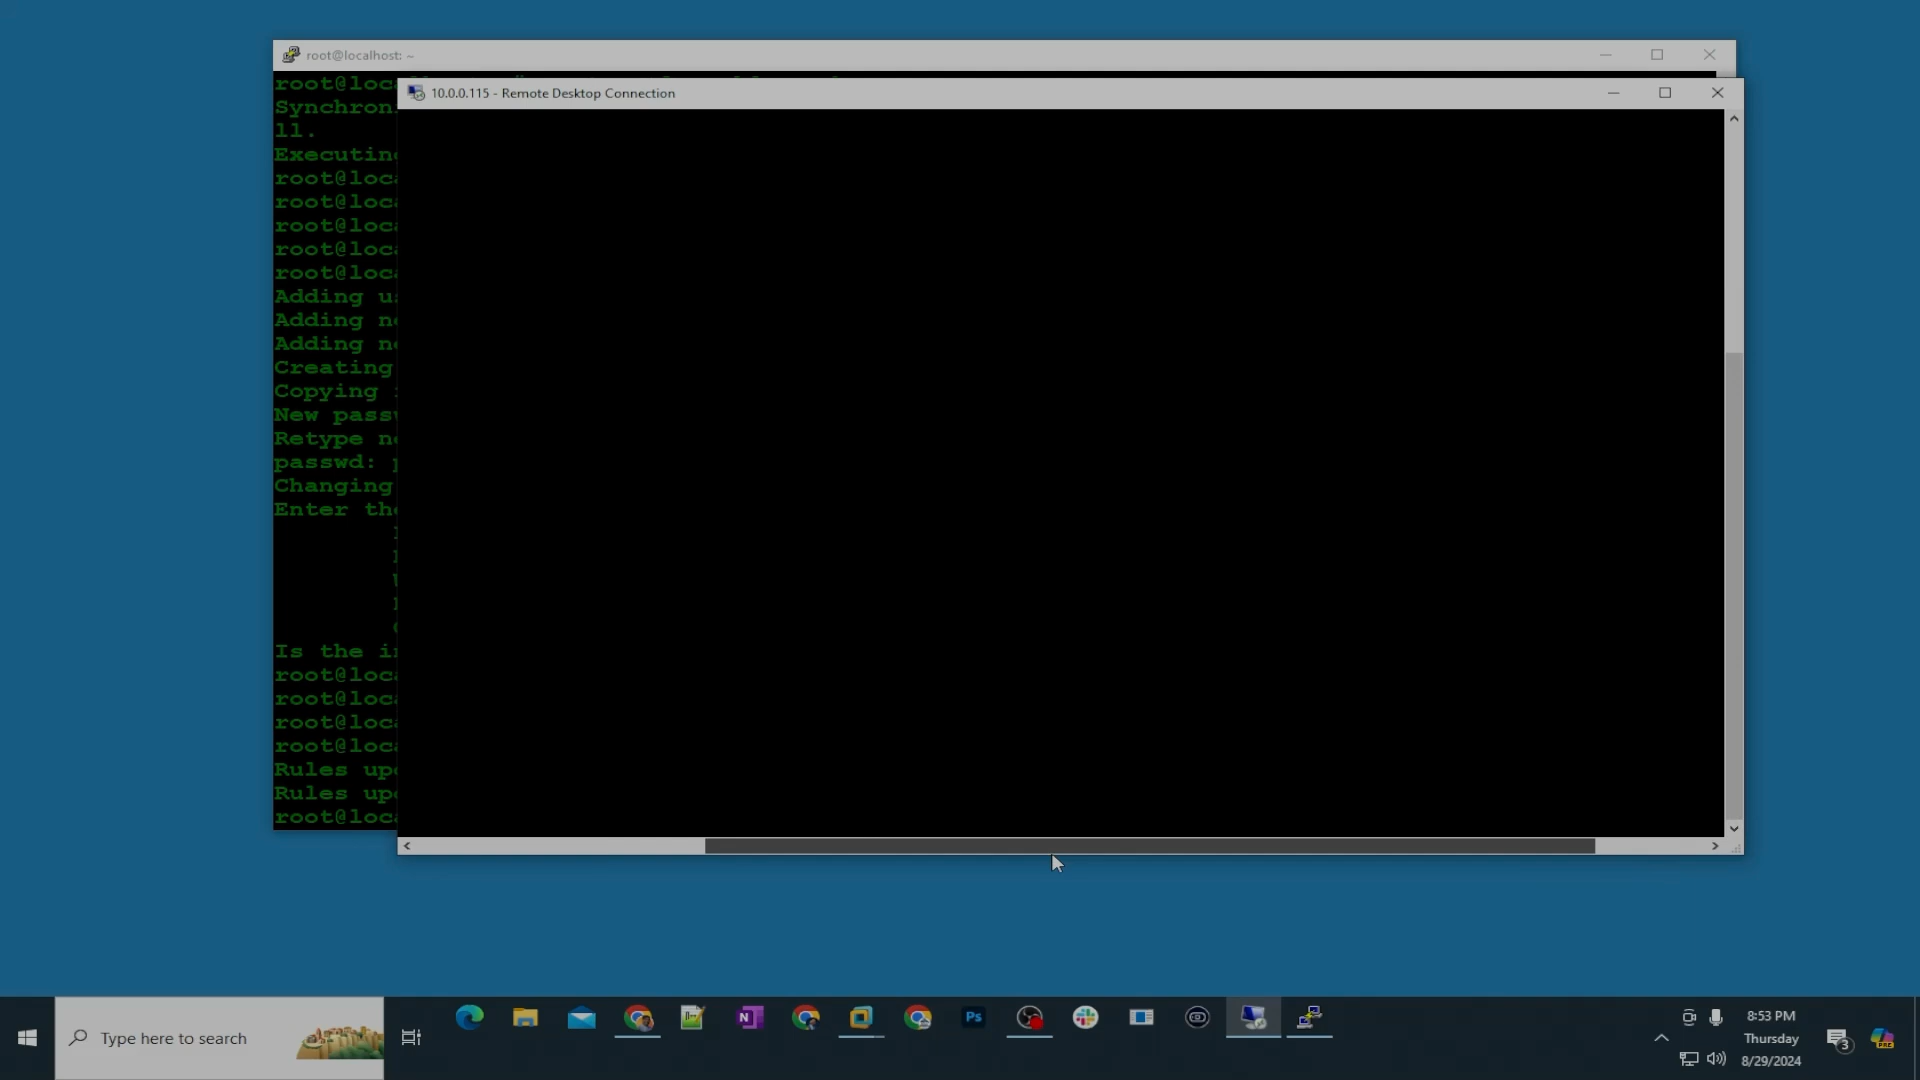 root@localhost: ~
root@loc
10.0.0.115 - Remote Desktop Connection
Synchron
ll.
Executin
root@loc
root@loc
root@loc
root@loc
root@loc
Adding u
Adding n
Adding n
Creating
Copying
New pass
Retype n
passwd:
Changing
Enter th
Is the i
root@loc
root@loc
root@loc
root@loc
Rules up
Rules up
root@loc
Type here to search
N
Ps
8:53 PM
Thursday
8/29/2024
3
PRE